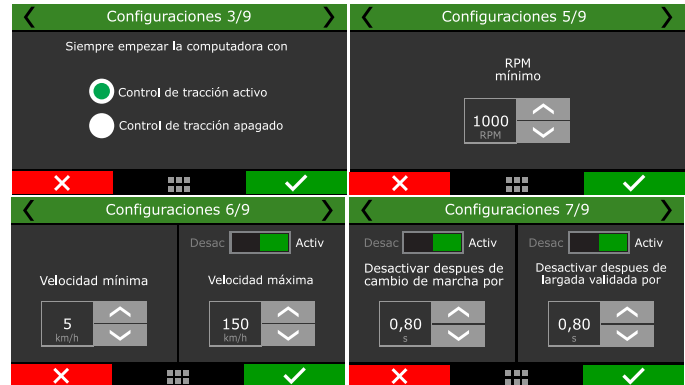 Configuraciones 3/9
Siempre empezar la computadora con
Control de tracción activo
Control de tracción apagado
Configuraciones 5/9
RPM
mínimo
1000
RPM
Configuraciones 6/9
Velocidad mínima
5
km/h
Desac Activ
Velocidad máxima
150
km/h
Configuraciones 7/9
Desac Activ
Desactivar despues de
cambio de marcha por
0,80
s
Desac Activ
Desactivar despues de
largada validada por
0,80
s